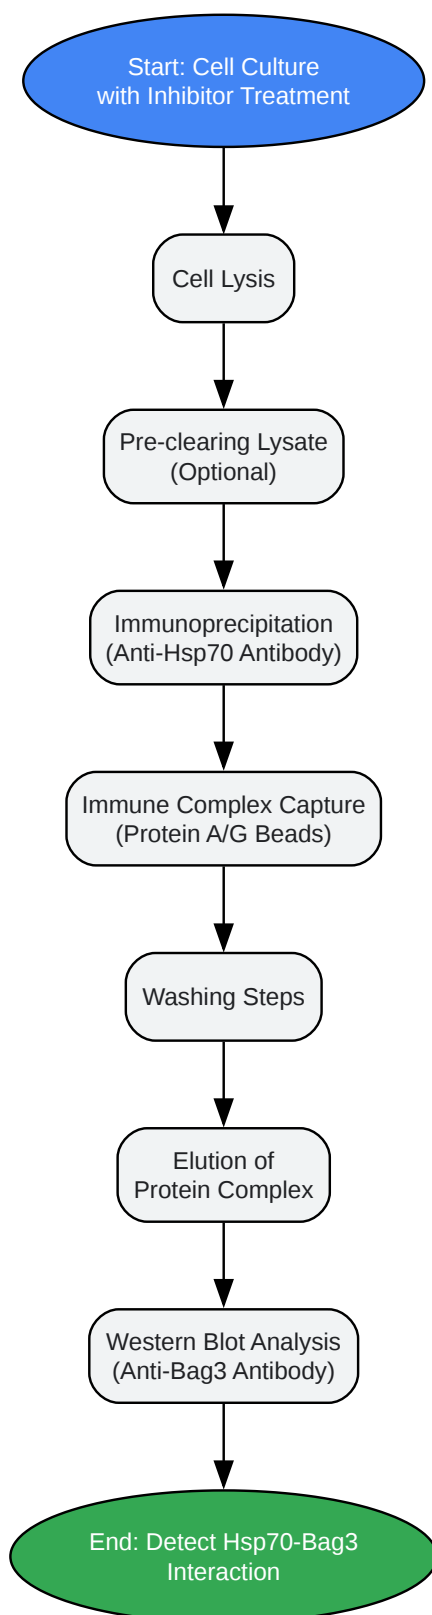 Start: Cell Culture
with Inhibitor Treatment
Cell Lysis
Pre-clearing Lysate
(Optional)
Immunoprecipitation
(Anti-Hsp70 Antibody)
Immune Complex Capture
(Protein A/G Beads)
Washing Steps
Elution of
Protein Complex
Western Blot Analysis
(Anti-Bag3 Antibody)
End: Detect Hsp70-Bag3
Interaction